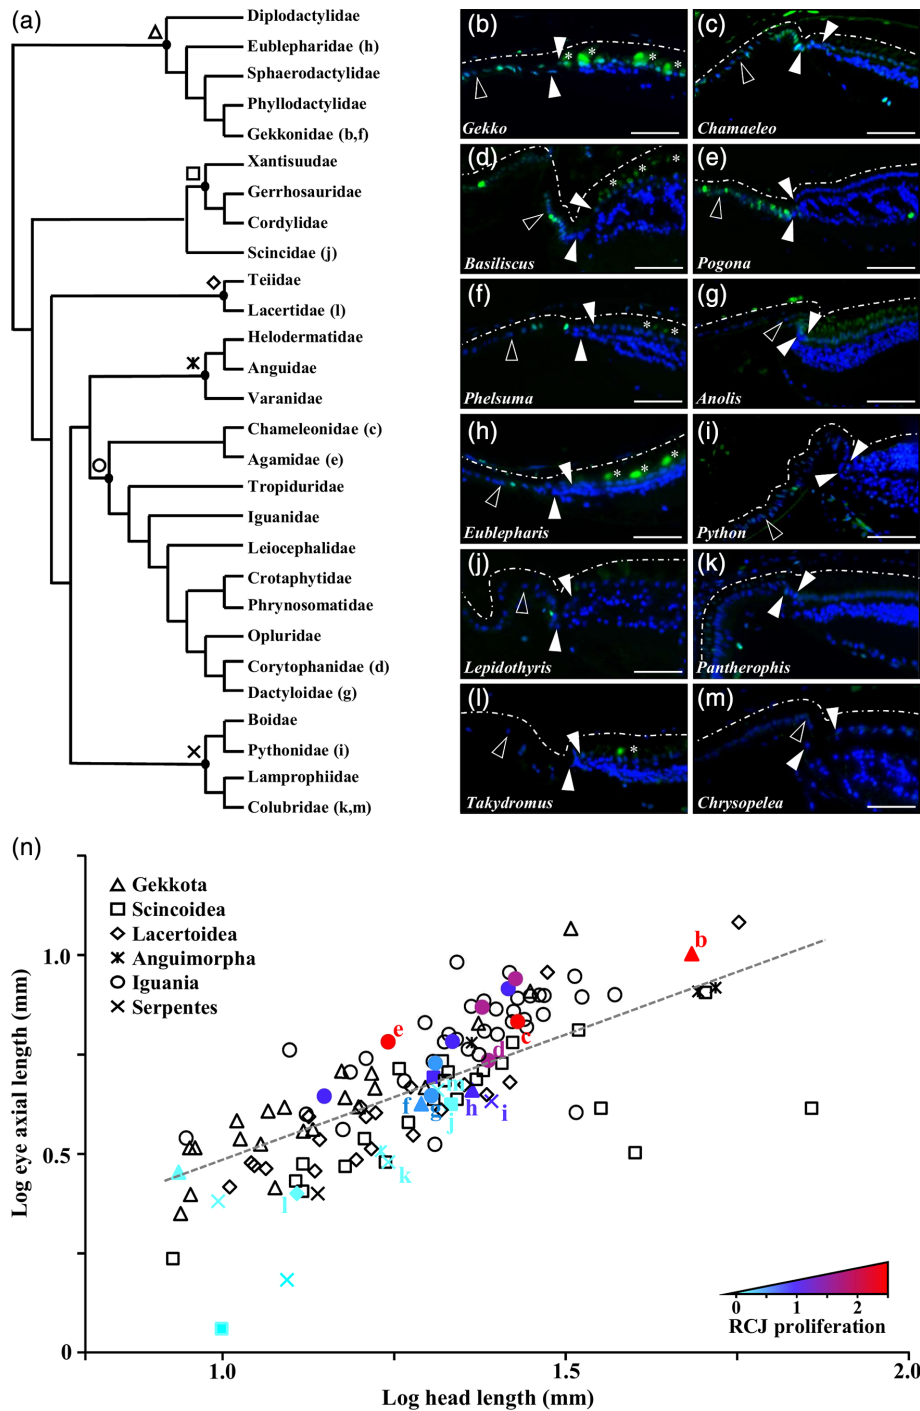 (a)
Diplodactylidae
Eublepharidae (h)
Sphaerodactylidae
Phyllodactylidae
Gekkonidae (b,f)
Xantisuudae
Gerrhosauridae
Cordylidae
Scincidae (j)
Teiidae
Lacertidae (l)
Helodermatidae
Anguidae
Varanidae
Chameleonidae (c)
Agamidae (e)
Tropiduridae
Iguanidae
Leiocephalidae
Crotaphytidae
Phrynosomatidae
Opluridae
Corytophanidae (d)
Dactyloidae (g)
Boidae
Pythonidae (i)
Lamprophiidae
Colubridae (k,m)
(b)
* * * *
Gekko
(c)
Chamaeleo
(d)
* * * *
Basiliscus
(e)
Pogona
(f)
* *
Phelsuma
(g)
Anolis
(h)
* * * *
Eublepharis
(i)
Python
(j)
Lepidothyris
(k)
Pantherophis
(l)
*
Takydromus
(m)
Chrysopelea
(n)
Gekkota
Scincoidea
Lacertoidea
Anguimorpha
Iguania
Serpentes
Log eye axial length (mm)
1.0
0.5
0
b
e
c
d
m
f
g
h
i
j
k
l
0 1 2
RCJ proliferation
1.0 1.5 2.0
Log head length (mm)